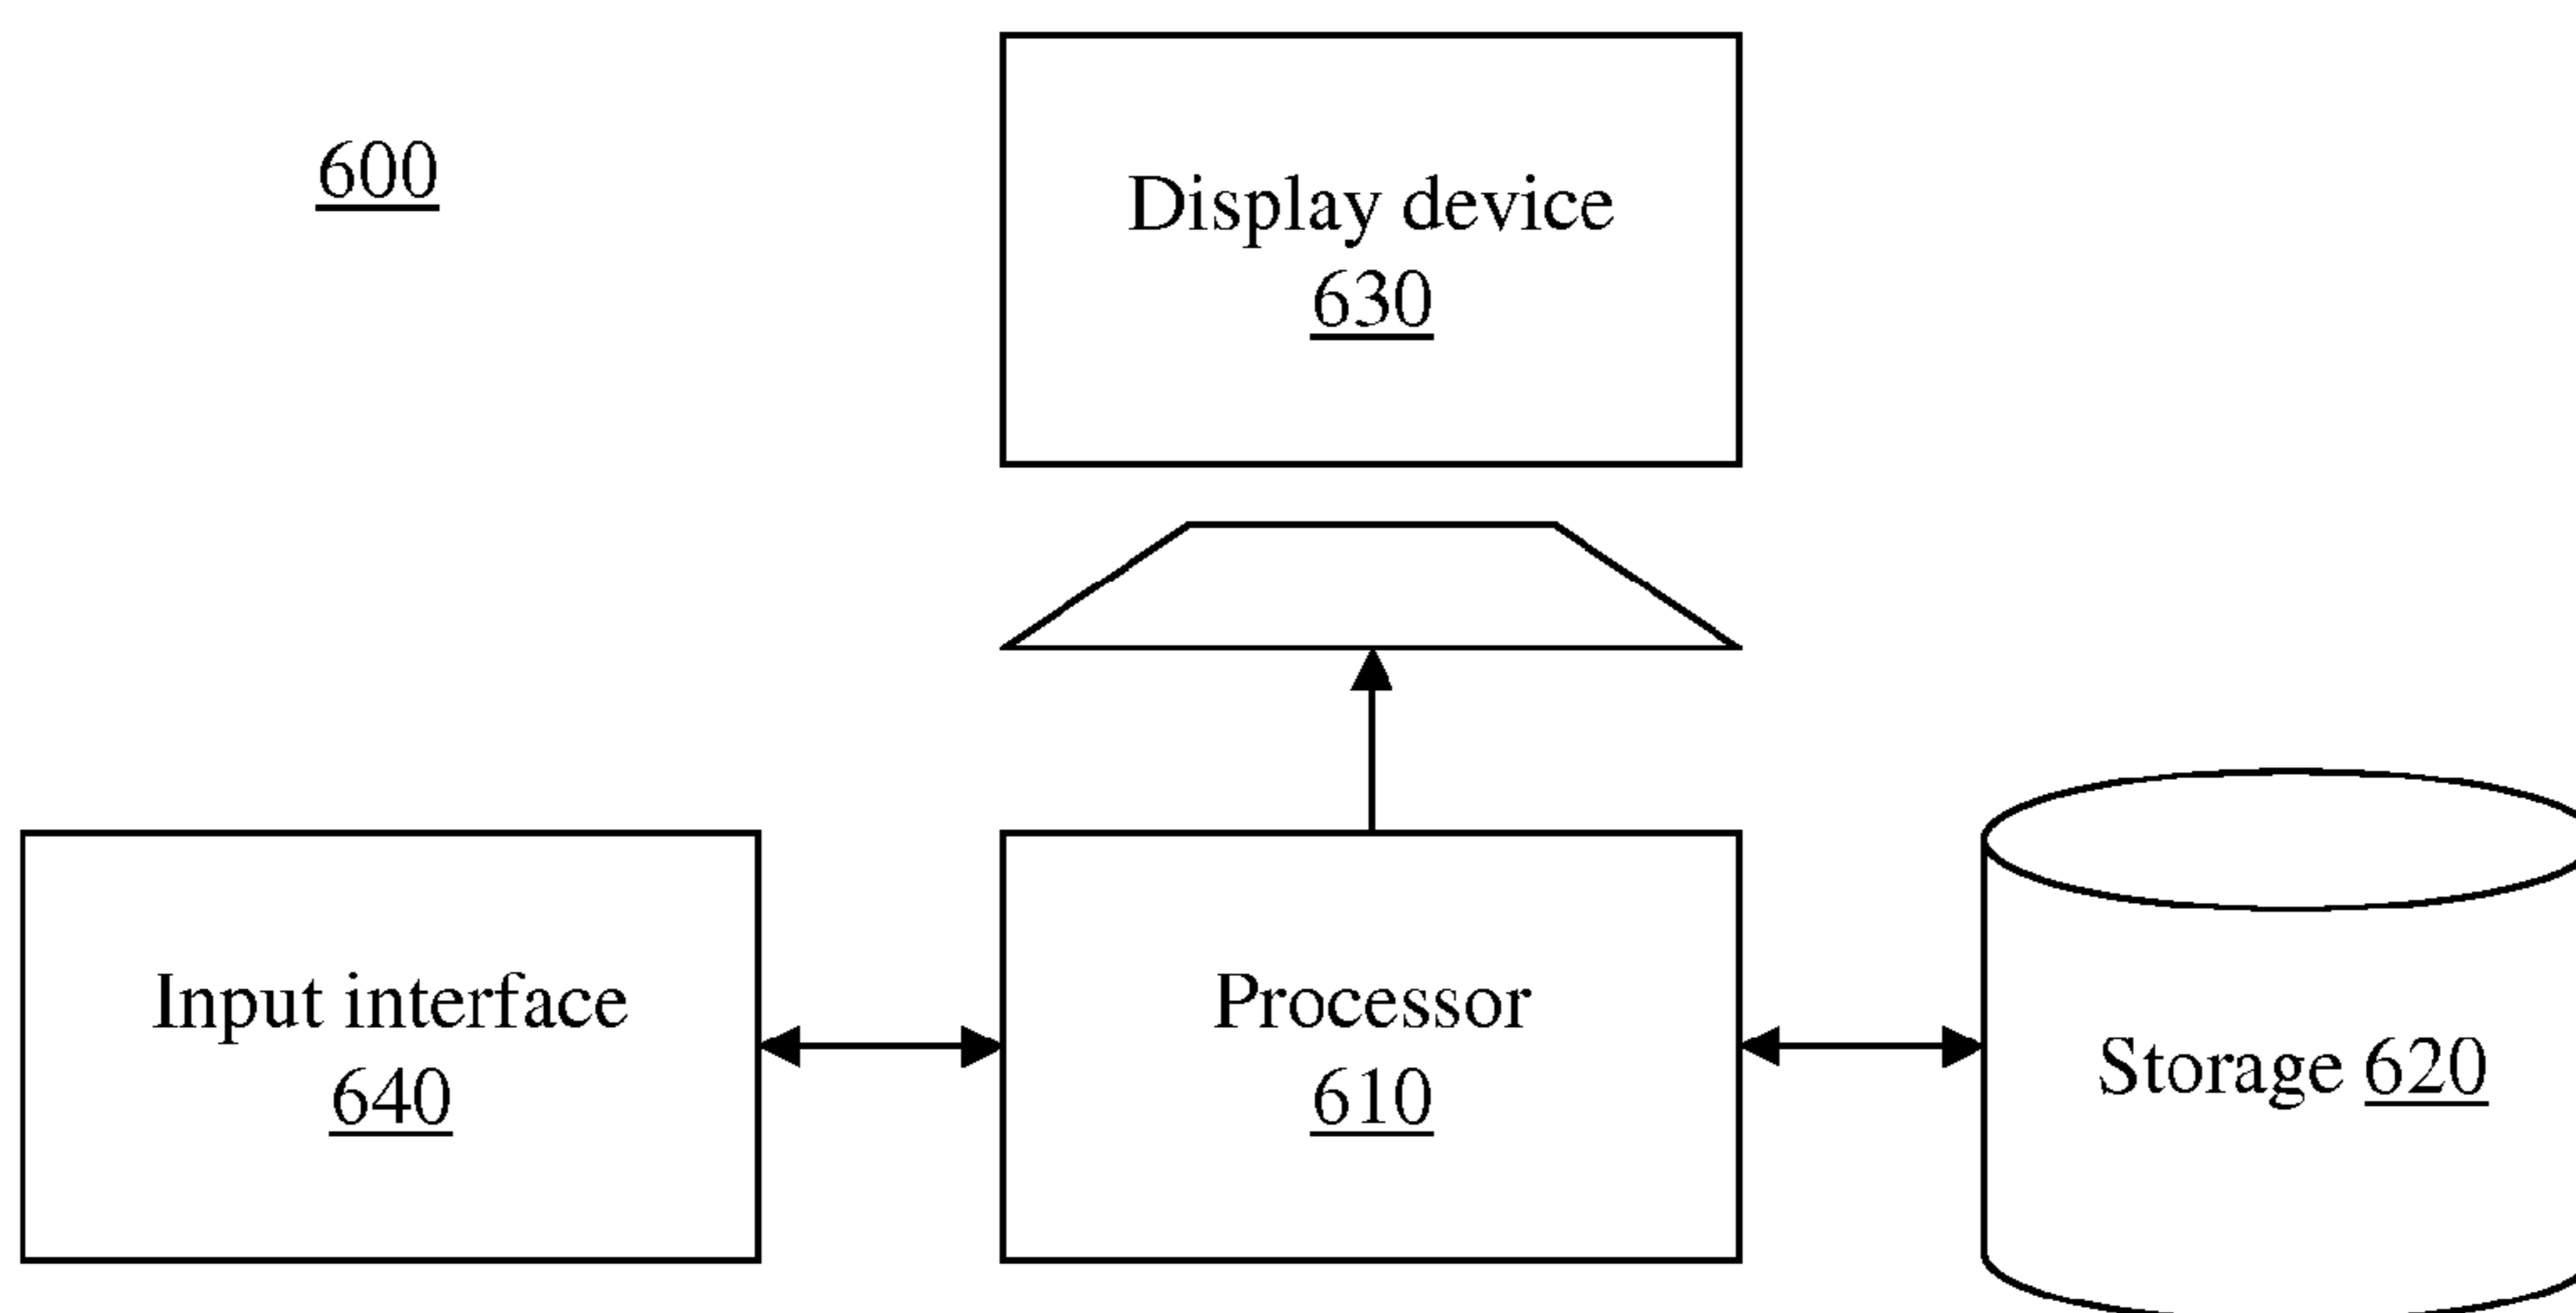 600
Display device
630
Input interface
640
Processor
610
Storage 620